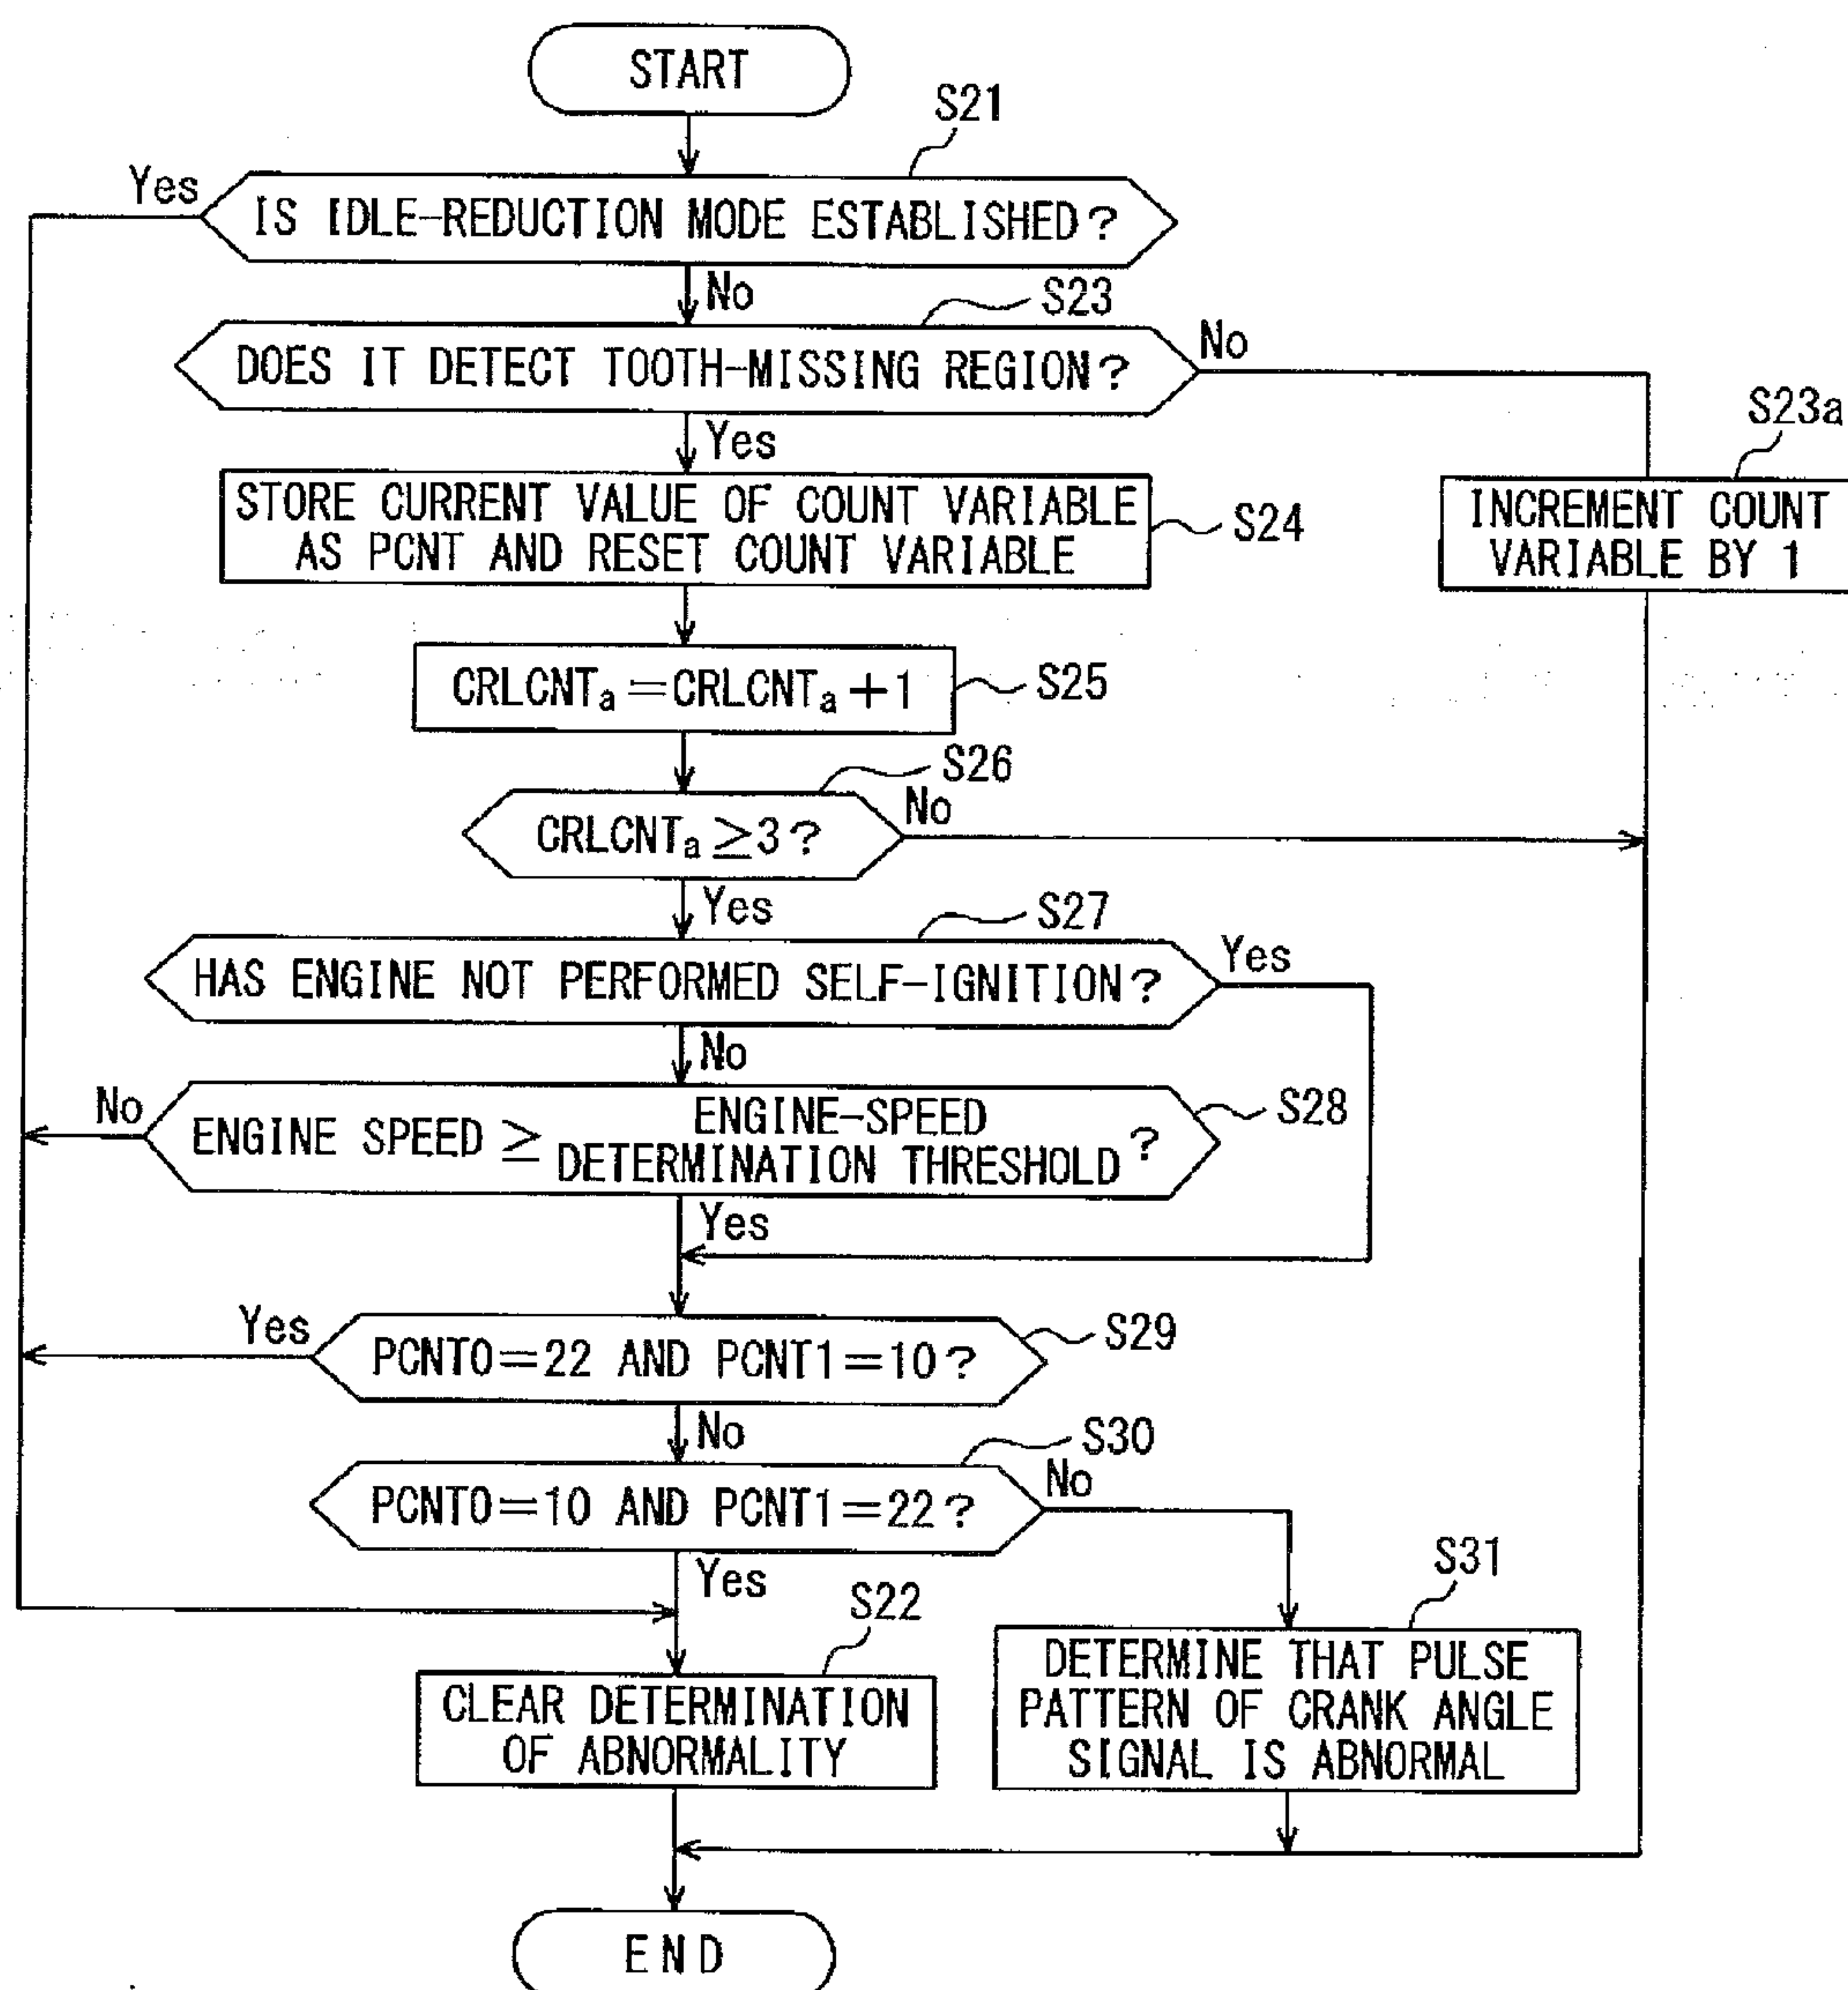 START
S21
Yes
IS IDLE-REDUCTION MODE ESTABLISHED?
No
S23
DOES IT DETECT TOOTH-MISSING REGION?
No
Yes
S23a
STORE CURRENT VALUE OF COUNT VARIABLE
AS PCNT AND RESET COUNT VARIABLE
S24
INCREMENT COUNT
VARIABLE BY 1
CRLCNTa=CRLCNTa+1
S25
S26
CRLCNTa≥3?
No
Yes
S27
HAS ENGINE NOT PERFORMED SELF-IGNITION?
Yes
No
No
ENGINE SPEED ≥ ENGINE-SPEED
DETERMINATION THRESHOLD ?
S28
Yes
Yes
PCNT0=22 AND PCNT1=10?
S29
No
S30
PCNT0=10 AND PCNT1=22?
No
Yes
S22
S31
CLEAR DETERMINATION
OF ABNORMALITY
DETERMINE THAT PULSE
PATTERN OF CRANK ANGLE
SIGNAL IS ABNORMAL
END